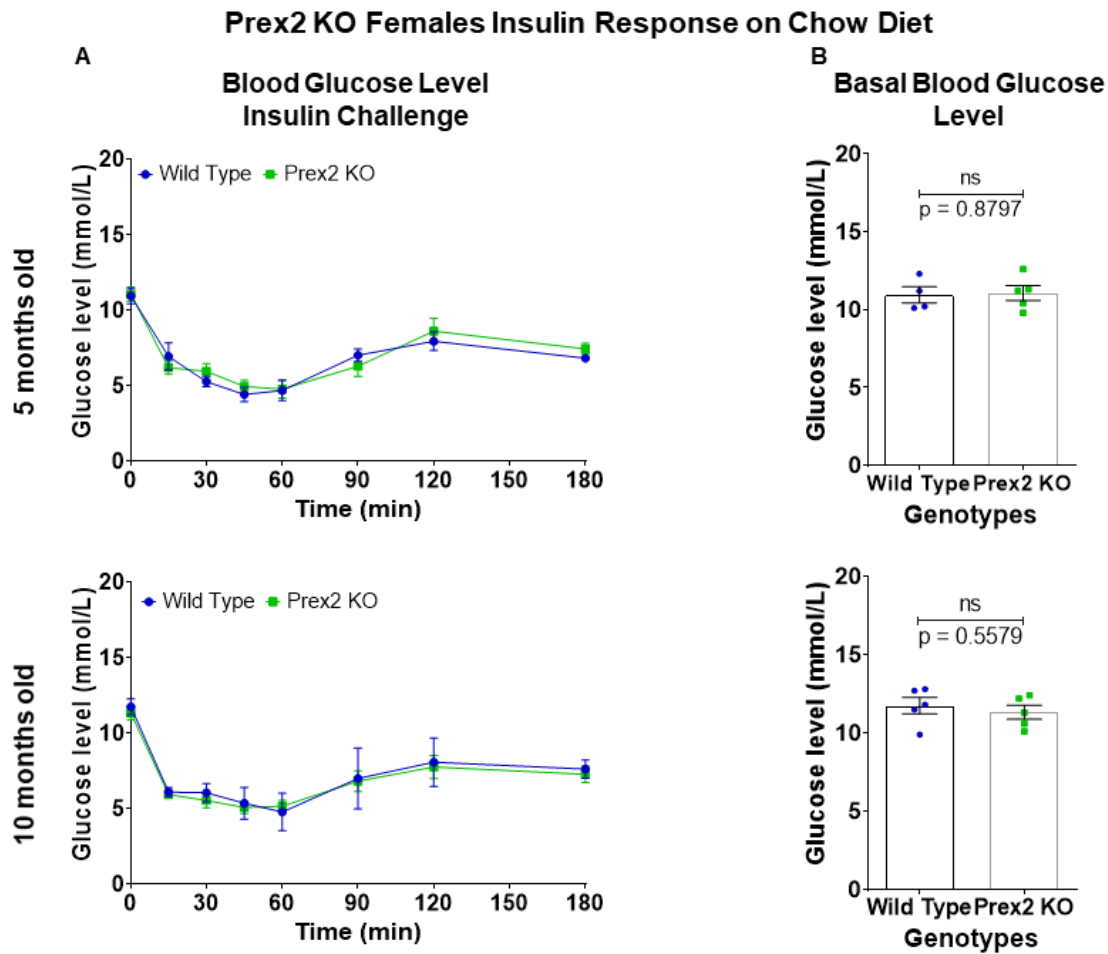 Prex2 KO Females Insulin Response on Chow Diet
A
Blood Glucose Level
Insulin Challenge
B
Basal Blood Glucose
Level
5 months old
Glucose level (mmol/L)
20
15
10
5
0
Wild Type Prex2 KO
0 30 60 90 120 150 180
Time (min)
Glucose level (mmol/L)
20
15
10
5
0
ns
p = 0.8797
Wild Type Prex2 KO
Genotypes
10 months old
Glucose level (mmol/L)
20
15
10
5
0
Wild Type Prex2 KO
0 30 60 90 120 150 180
Time (min)
Glucose level (mmol/L)
20
15
10
5
0
ns
p = 0.5579
Wild Type Prex2 KO
Genotypes